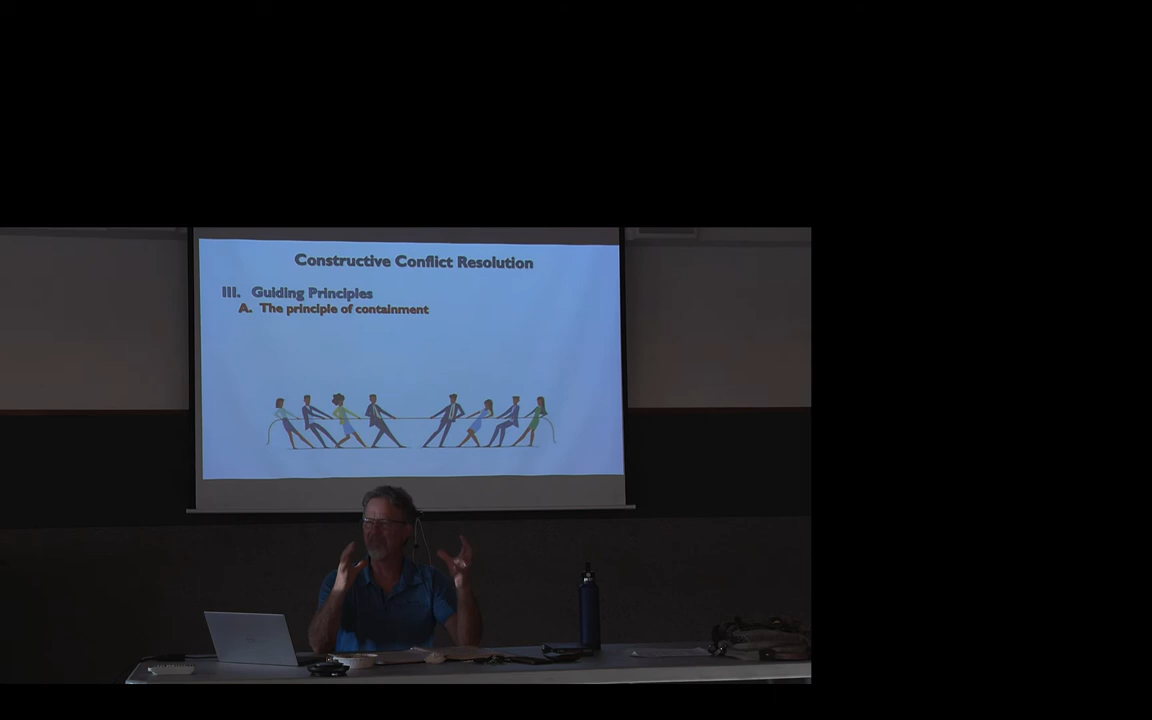 Constructive Conflict Resolution
III. Guiding Principles
A. The principle of containment